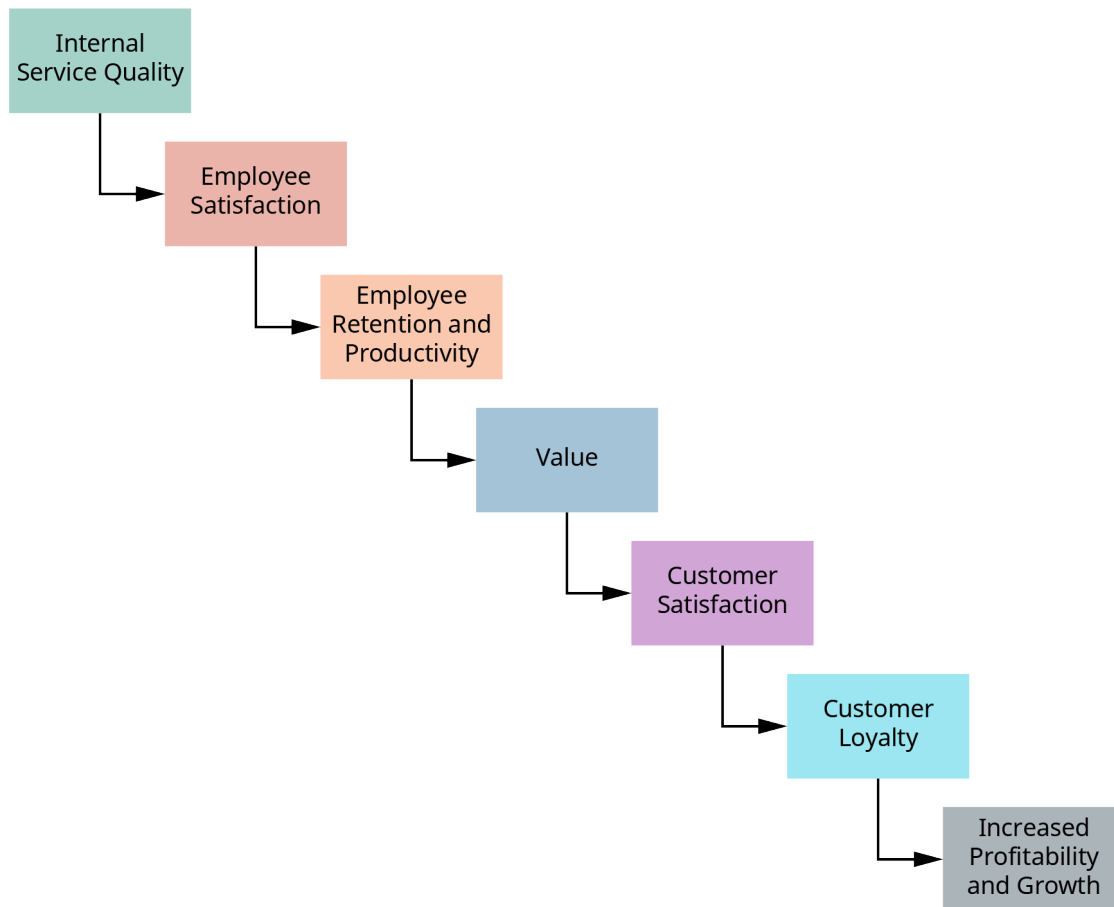 Internal
Service Quality
Employee
Satisfaction
Employee
Retention and
Productivity
Value
Customer
Satisfaction
Customer
Loyalty
Increased
Profitability
and Growth